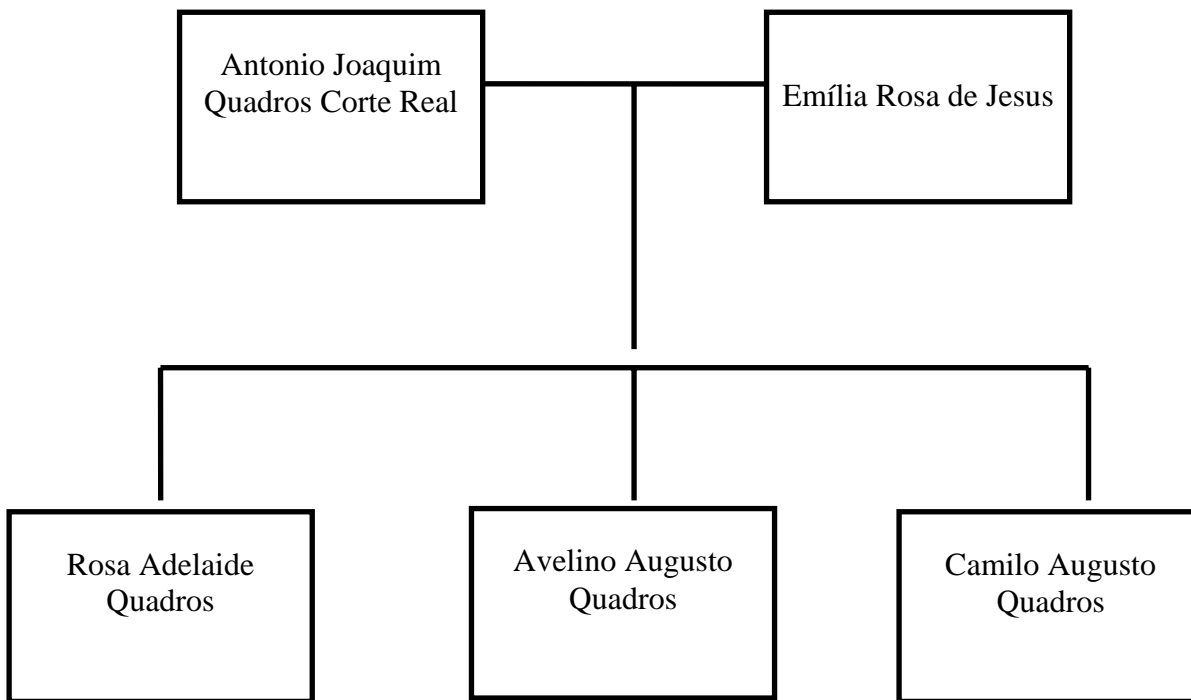 Antonio Joaquim
Quadros Corte Real
Emília Rosa de Jesus
Rosa Adelaide
Quadros
Avelino Augusto
Quadros
Camilo Augusto
Quadros